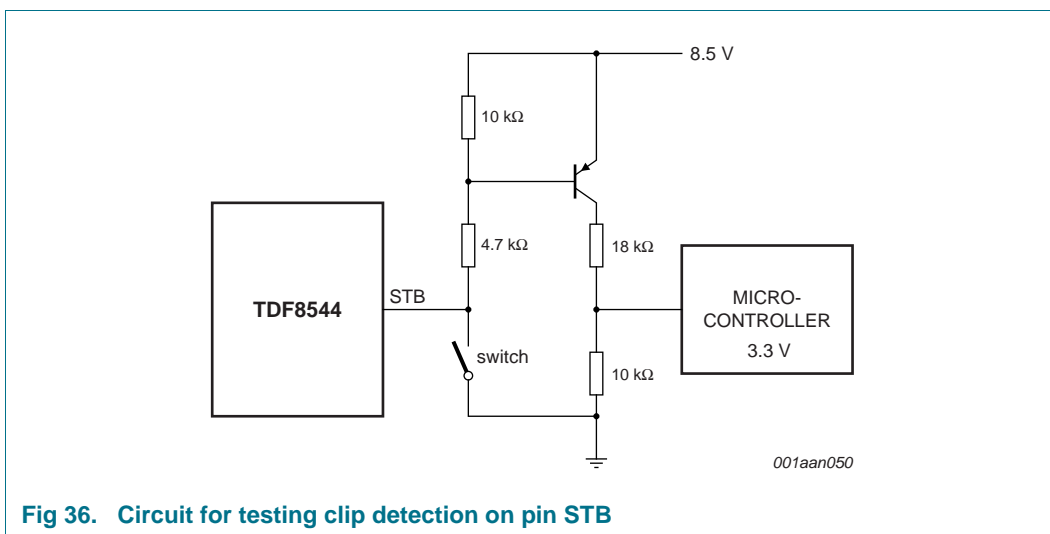 8.5 V
10 kΩ
4.7 kΩ
18 kΩ
TDF8544
STB
MICRO-
CONTROLLER
3.3 V
switch
10 kΩ
001aan050
Fig 36. Circuit for testing clip detection on pin STB